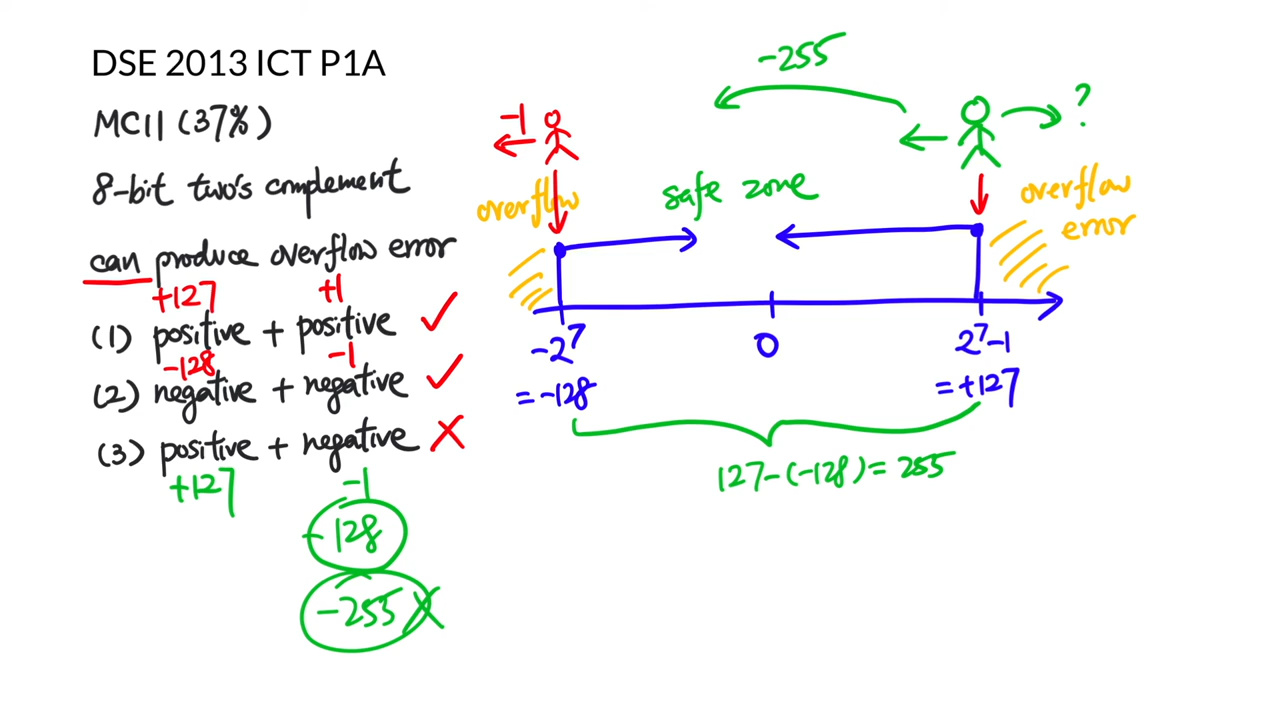 DSE 2013 ICT P1A
MC11 (37%)
8-bit two's complement
can produce overflow error
+127 +1
(1) positive + positive ✓
-128 -1
(2) negative + negative ✓
(3) positive + negative ✗
+127 -1
-128
-255 ✗
-255
-1
?
overflow
safe zone
overflow
error
-2⁷ 0 2⁷-1
= -128 = +127
127-(-128) = 255